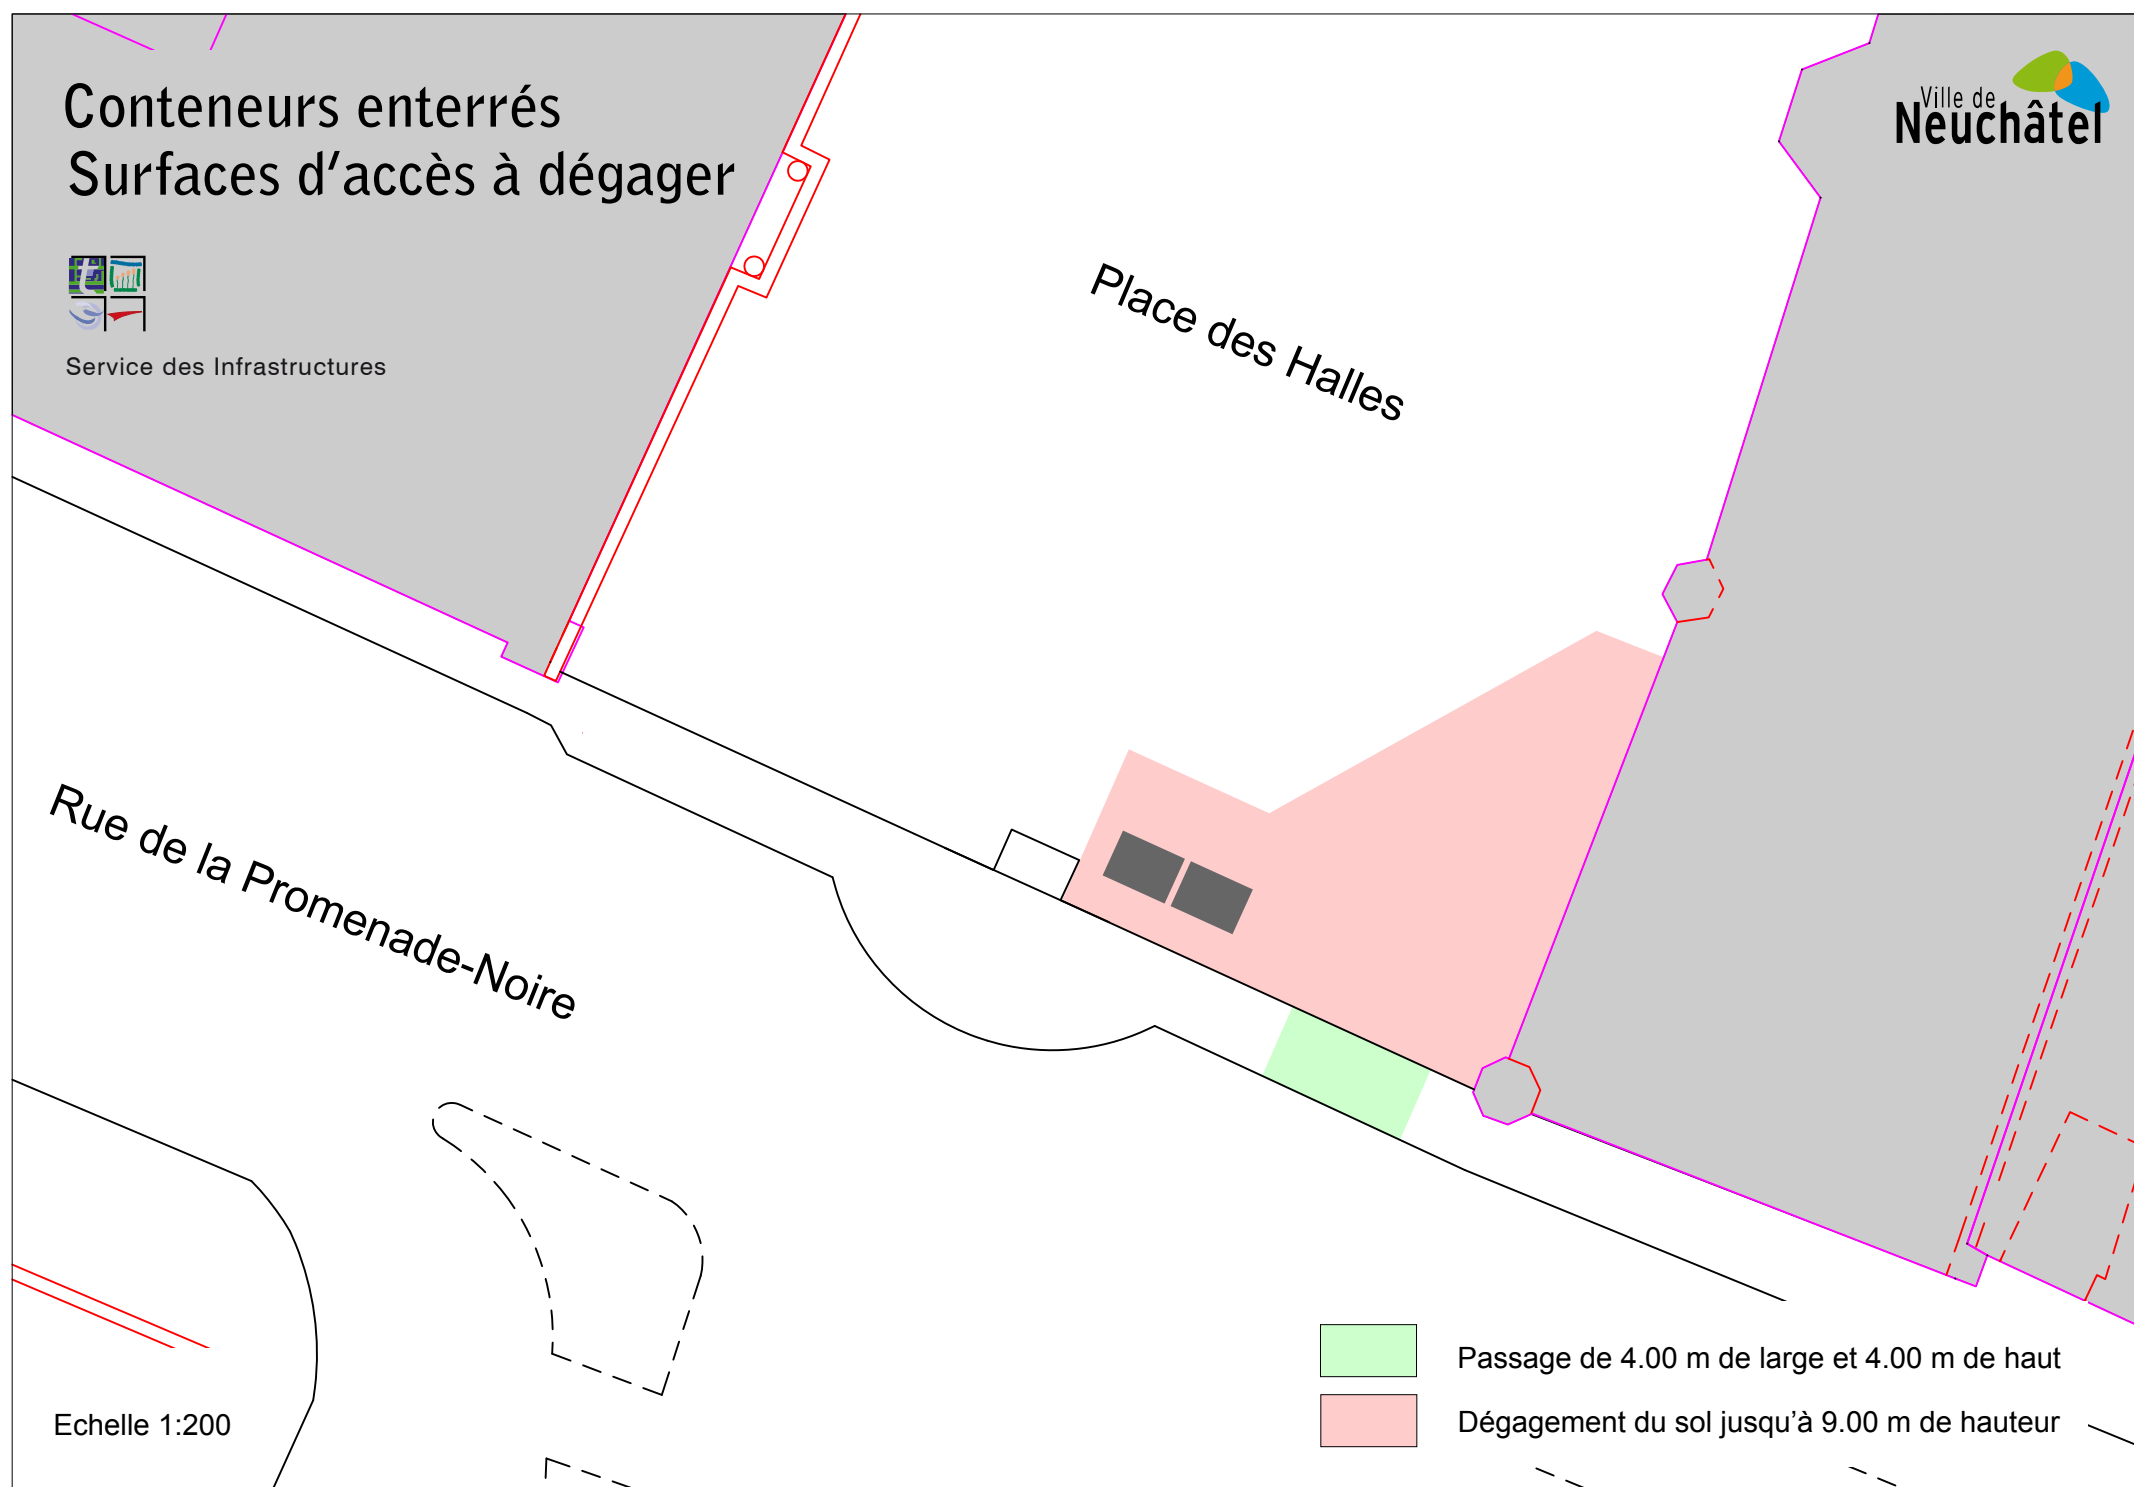 Conteneurs enterrés
Surfaces d'accès à dégager
Service des Infrastructures
Ville de
Neuchâtel
Place des Halles
Rue de la Promenade-Noire
Passage de 4.00 m de large et 4.00 m de haut
Dégagement du sol jusqu'à 9.00 m de hauteur
Echelle 1:200